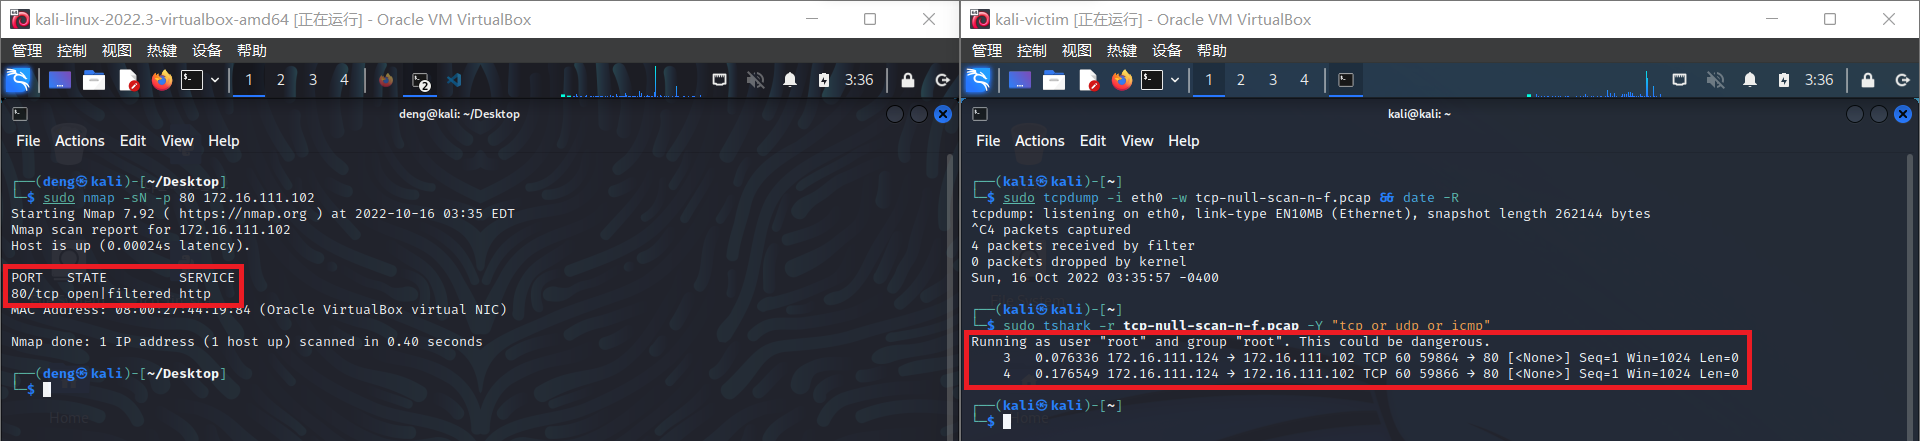 kali-linux-2022.3-virtualbox-amd64 [正在运行] - Oracle VM VirtualBox
管理 控制 视图 热键 设备 帮助
1 2 3 4 2 3:36
deng@kali: ~/Desktop
File Actions Edit View Help
┌──(deng㉿kali)-[~/Desktop]
└─$ sudo nmap -sN -p 80 172.16.111.102
Starting Nmap 7.92 ( https://nmap.org ) at 2022-10-16 03:35 EDT
Nmap scan report for 172.16.111.102
Host is up (0.00024s latency).
PORT   STATE         SERVICE
80/tcp open|filtered http
MAC Address: 08:00:27:44:19:84 (Oracle VirtualBox virtual NIC)
Nmap done: 1 IP address (1 host up) scanned in 0.40 seconds
┌──(deng㉿kali)-[~/Desktop]
└─$
Home
kali-victim [正在运行] - Oracle VM VirtualBox
管理 控制 视图 热键 设备 帮助
1 2 3 4 3:36
kali@kali: ~
File Actions Edit View Help
┌──(kali㉿kali)-[~]
└─$ sudo tcpdump -i eth0 -w tcp-null-scan-n-f.pcap && date -R
tcpdump: listening on eth0, link-type EN10MB (Ethernet), snapshot length 262144 bytes
^C4 packets captured
4 packets received by filter
0 packets dropped by kernel
Sun, 16 Oct 2022 03:35:57 -0400
┌──(kali㉿kali)-[~]
└─$ sudo tshark -r tcp-null-scan-n-f.pcap -Y "tcp or udp or icmp"
Running as user "root" and group "root". This could be dangerous.
3 0.076336 172.16.111.124 → 172.16.111.102 TCP 60 59864 → 80 [<None>] Seq=1 Win=1024 Len=0
4 0.176549 172.16.111.124 → 172.16.111.102 TCP 60 59866 → 80 [<None>] Seq=1 Win=1024 Len=0
┌──(kali㉿kali)-[~]
└─$
Home